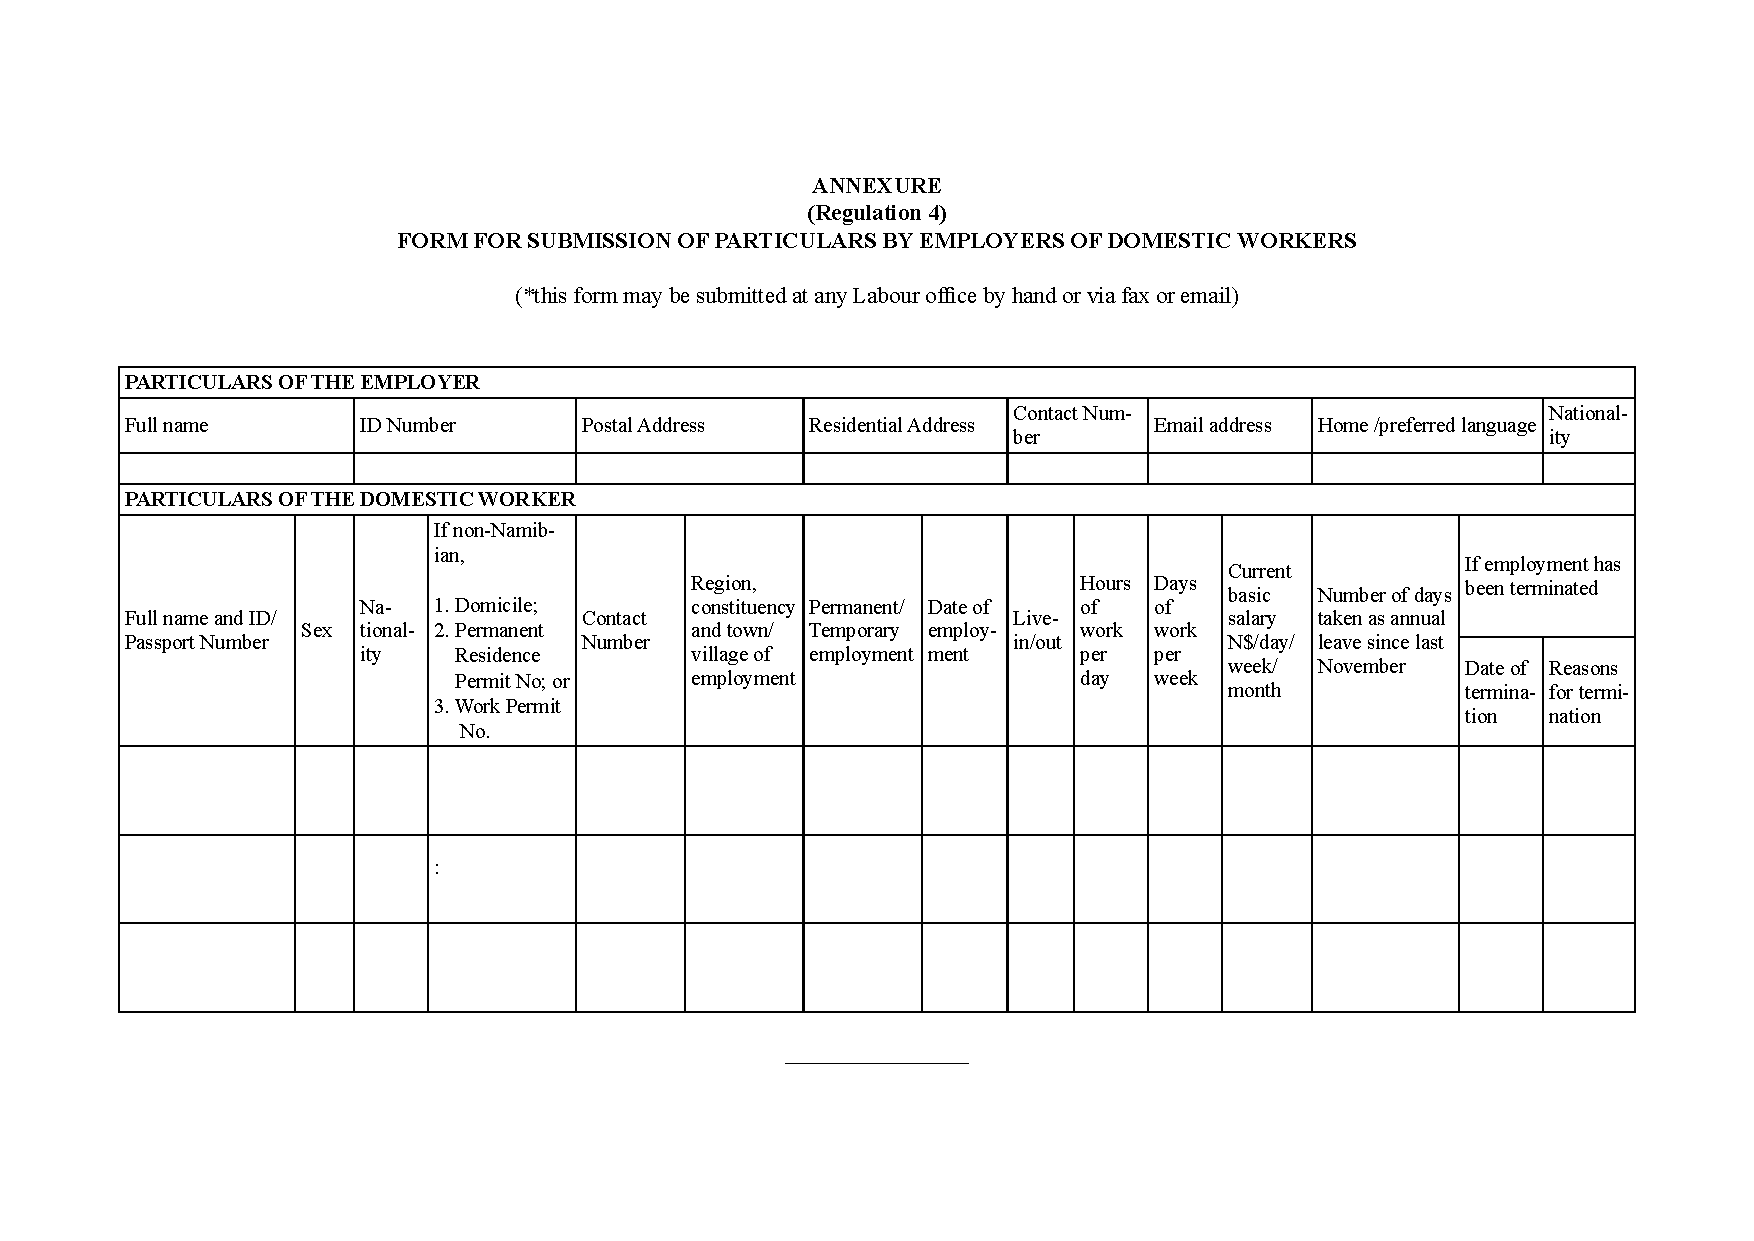 ANNEXURE
(Regulation 4)
FORM FOR SUBMISSION OF PARTICULARS BY EMPLOYERS OF DOMESTIC WORKERS
(*this form may be submitted at any Labour office by hand or via fax or email)
PARTICULARS OF THE EMPLOYER
Full name
ID Number
Postal Address
Residential Address
Contact Num-
ber
Email address
Home /preferred language
National-
ity
PARTICULARS OF THE DOMESTIC WORKER
Full name and ID/
Passport Number
Sex
Na-
tional-
ity
If non-Namib-
ian,
1. Domicile;
2. Permanent
Residence
Permit No; or
3. Work Permit
No.
Contact
Number
Region,
constituency
and town/
village of
employment
Permanent/
Temporary
employment
Date of
employ-
ment
Live-
in/out
Hours
of
work
per
day
Days
of
work
per
week
Current
basic
salary
N$/day/
week/
month
Number of days
taken as annual
leave since last
November
If employment has
been terminated
Date of
termina-
tion
Reasons
for termi-
nation
: